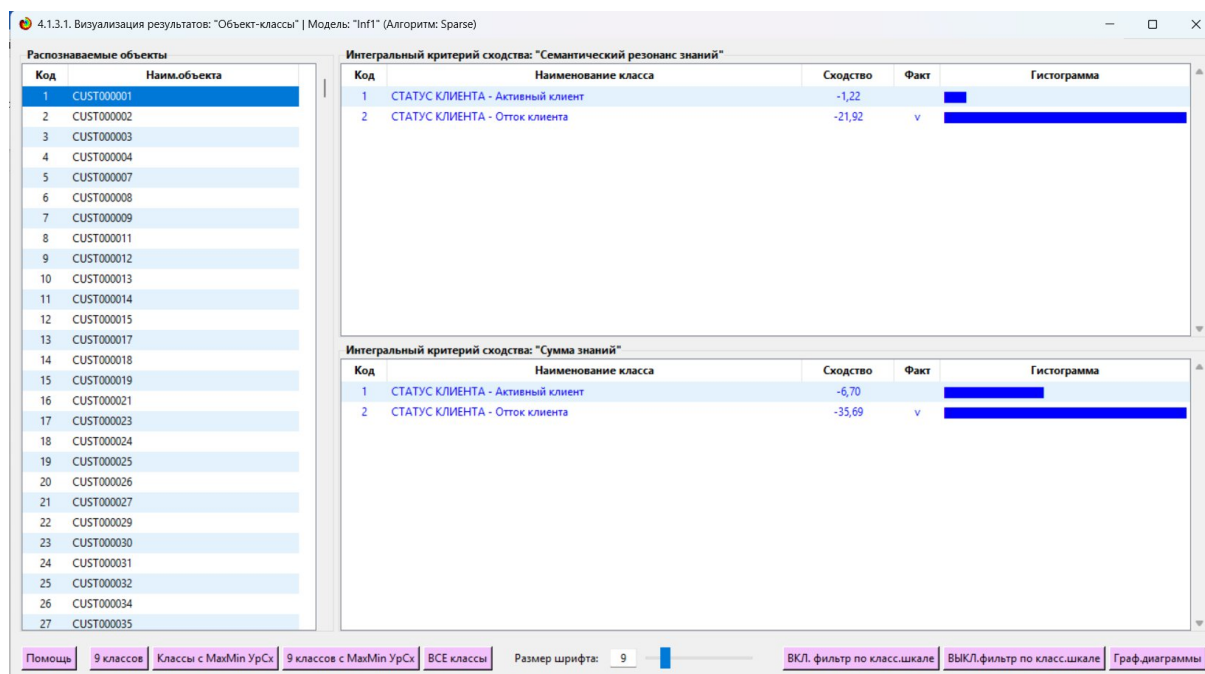 4.1.3.1. Визуализация результатов: "Объект-классы" | Модель: "Inf1" (Алгоритм: Sparse)
Распознаваемые объекты
Код Наим.объекта
1 CUST000001
2 CUST000002
3 CUST000003
4 CUST000004
5 CUST000007
6 CUST000008
7 CUST000009
8 CUST000011
9 CUST000012
10 CUST000013
11 CUST000014
12 CUST000015
13 CUST000017
14 CUST000018
15 CUST000019
16 CUST000021
17 CUST000023
18 CUST000024
19 CUST000025
20 CUST000026
21 CUST000027
22 CUST000029
23 CUST000030
24 CUST000031
25 CUST000032
26 CUST000034
27 CUST000035
Интегральный критерий сходства: "Семантический резонанс знаний"
Код Наименование класса Сходство Факт Гистограмма
1 СТАТУС КЛИЕНТА - Активный клиент -1,22
2 СТАТУС КЛИЕНТА - Отток клиента -21,92 v
Интегральный критерий сходства: "Сумма знаний"
Код Наименование класса Сходство Факт Гистограмма
1 СТАТУС КЛИЕНТА - Активный клиент -6,70
2 СТАТУС КЛИЕНТА - Отток клиента -35,69 v
Помощь 9 классов Классы с MaxMin УрСх 9 классов с MaxMin УрСх ВСЕ классы Размер шрифта: 9 ВКЛ. фильтр по класс.шкале ВЫКЛ.фильтр по класс.шкале Граф.диаграммы